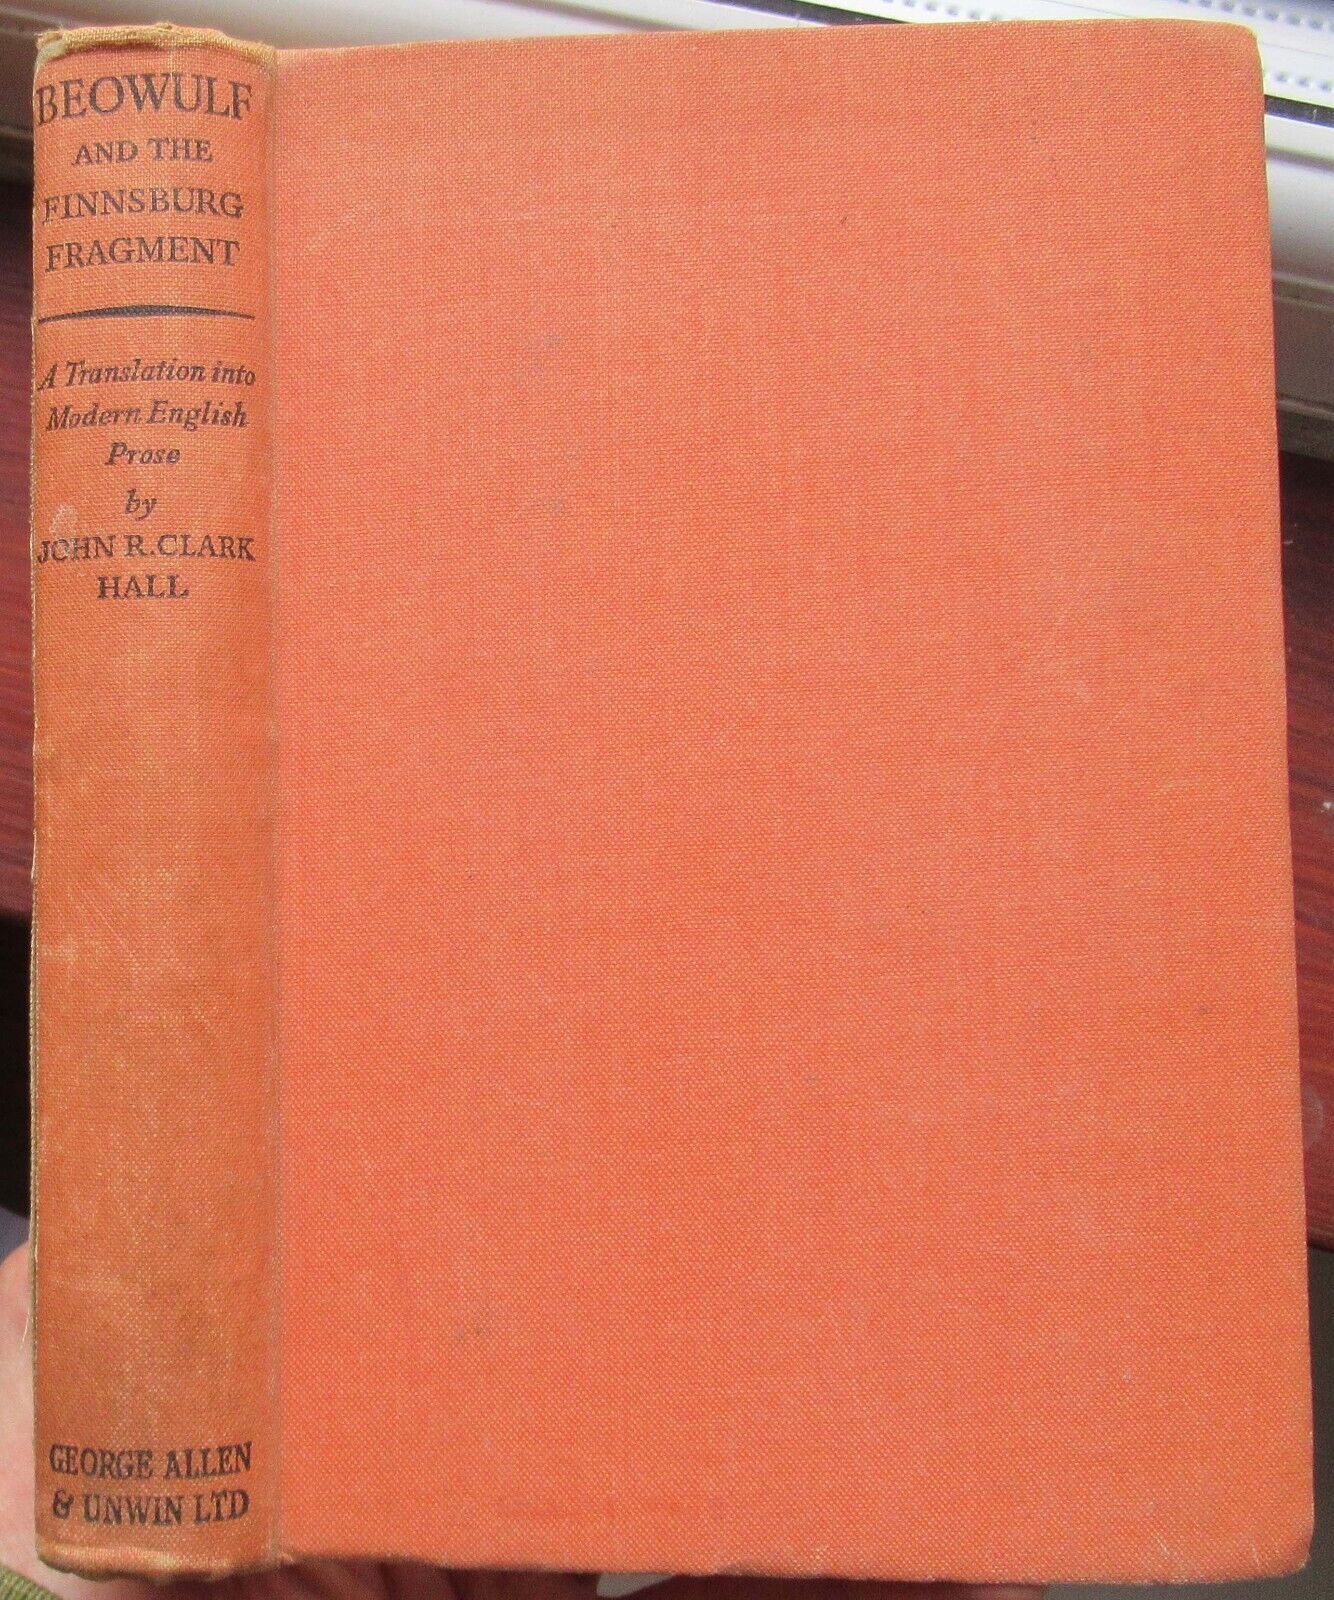 BEOWULF
AND THE
FINNSBURG
FRAGMENT
A Translation into
Modern English
Prose
by
JOHN R. CLARK
HALL
GEORGE ALLEN
& UNWIN LTD